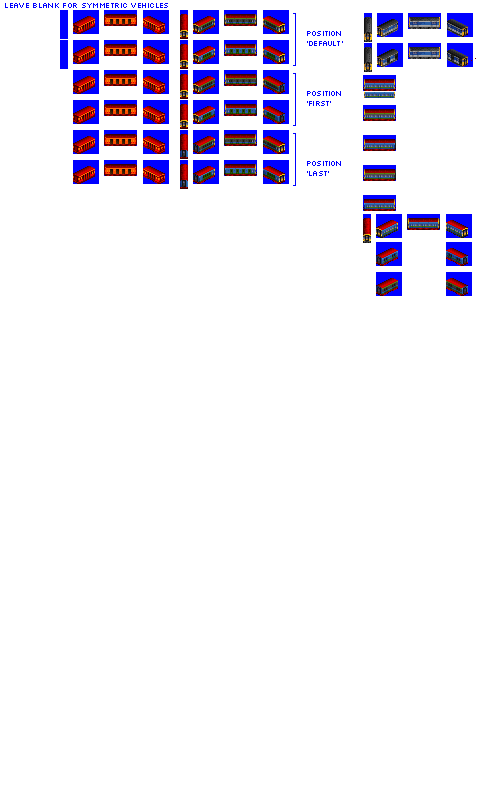 LEAVE BLANK FOR SYMMETRIC VEHICLES
POSITION
'DEFAULT'
POSITION
'FIRST'
POSITION
'LAST'